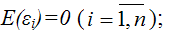 E(εᵢ)=0 (i = 1,n);